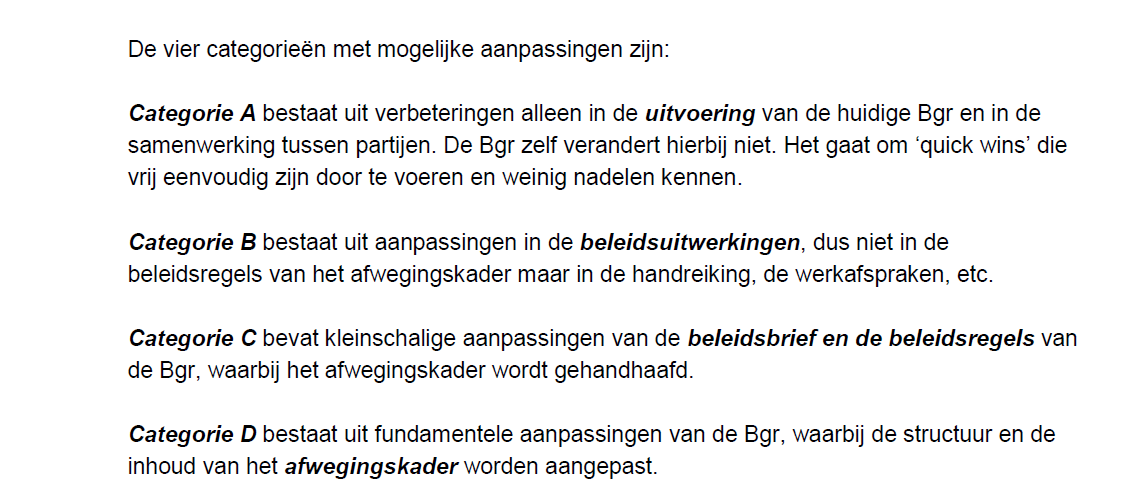 De vier categorieën met mogelijke aanpassingen zijn:
Categorie A bestaat uit verbeteringen alleen in de uitvoering van de huidige Bgr en in de
samenwerking tussen partijen. De Bgr zelf verandert hierbij niet. Het gaat om ‘quick wins’ die
vrij eenvoudig zijn door te voeren en weinig nadelen kennen.
Categorie B bestaat uit aanpassingen in de beleidsuitwerkingen, dus niet in de
beleidsregels van het afwegingskader maar in de handreiking, de werkafspraken, etc.
Categorie C bevat kleinschalige aanpassingen van de beleidsbrief en de beleidsregels van
de Bgr, waarbij het afwegingskader wordt gehandhaafd.
Categorie D bestaat uit fundamentele aanpassingen van de Bgr, waarbij de structuur en de
inhoud van het afwegingskader worden aangepast.